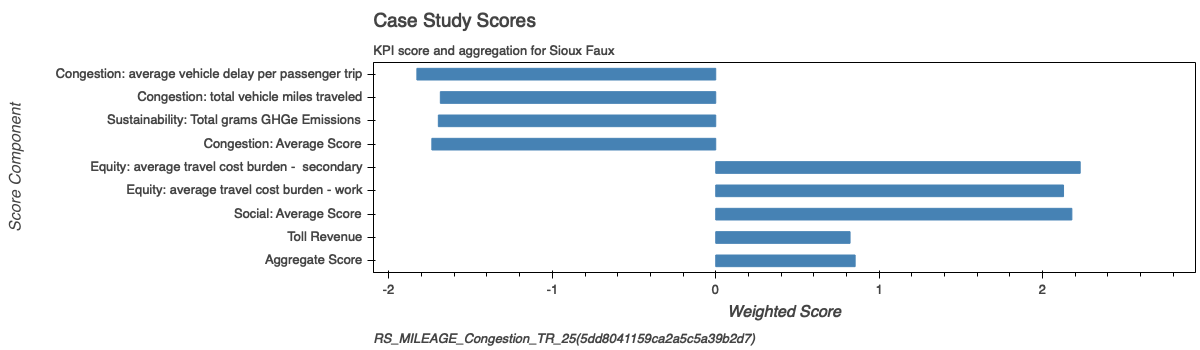 Case Study Scores
KPI score and aggregation for Sioux Faux
Score Component
Congestion: average vehicle delay per passenger trip
Congestion: total vehicle miles traveled
Sustainability: Total grams GHGe Emissions
Congestion: Average Score
Equity: average travel cost burden -  secondary
Equity: average travel cost burden - work
Social: Average Score
Toll Revenue
Aggregate Score
-2 -1 0 1 2
Weighted Score
RS_MILEAGE_Congestion_TR_25(5dd8041159ca2a5c5a39b2d7)